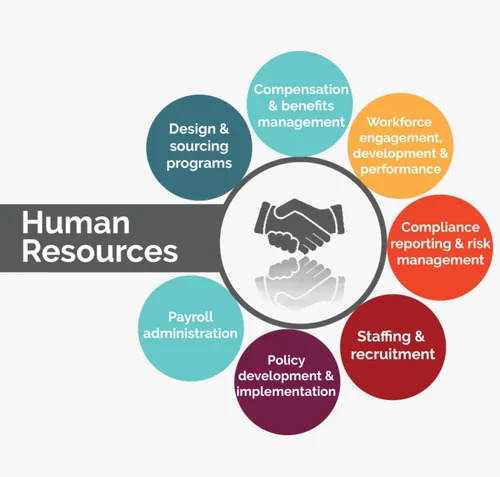 Human
Resources
Design &
sourcing
programs
Compensation
& benefits
management
Workforce
engagement,
development &
performance
Compliance
reporting & risk
management
Staffing &
recruitment
Policy
development &
implementation
Payroll
administration